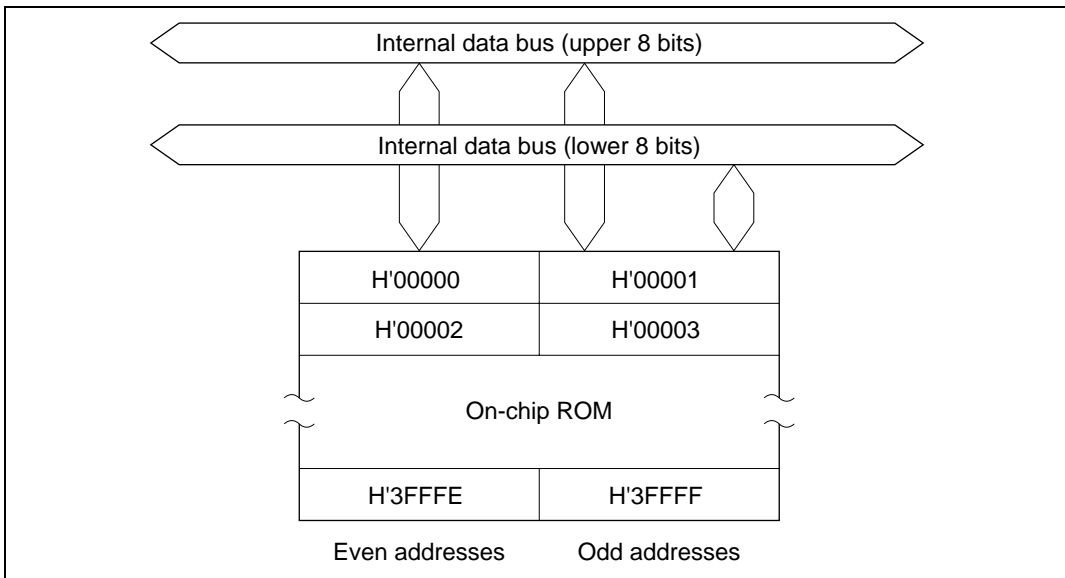 Internal data bus (upper 8 bits)
Internal data bus (lower 8 bits)
H'00000 H'00001
H'00002 H'00003
On-chip ROM
H'3FFFE H'3FFFF
Even addresses Odd addresses